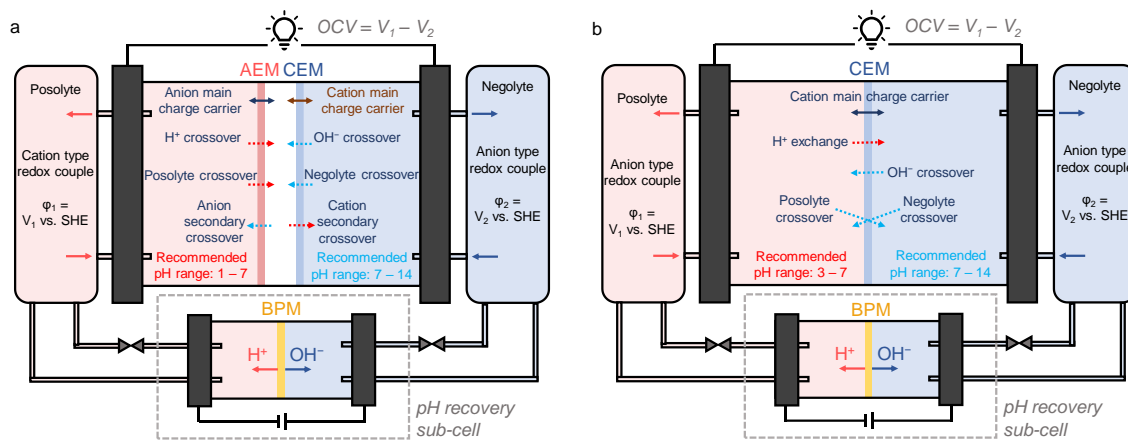 a
OCV = V₁ – V₂
AEM CEM
Posolyte
Cation type
redox couple
φ₁ =
V₁ vs. SHE
Anion main
charge carrier
Cation main
charge carrier
H⁺ crossover
OH⁻ crossover
Posolyte crossover
Negolyte crossover
Anion
secondary
crossover
Cation
secondary
crossover
Recommended
pH range: 1 – 7
Recommended
pH range: 7 – 14
Negolyte
Anion type
redox couple
φ₂ =
V₂ vs. SHE
BPM
H⁺
OH⁻
pH recovery
sub-cell
b
OCV = V₁ – V₂
CEM
Posolyte
Anion type
redox couple
φ₁ =
V₁ vs. SHE
Cation main charge carrier
H⁺ exchange
OH⁻ crossover
Posolyte
crossover
Negolyte
crossover
Recommended
pH range: 3 – 7
Recommended
pH range: 7 – 14
Negolyte
Anion type
redox couple
φ₂ =
V₂ vs. SHE
BPM
H⁺
OH⁻
pH recovery
sub-cell